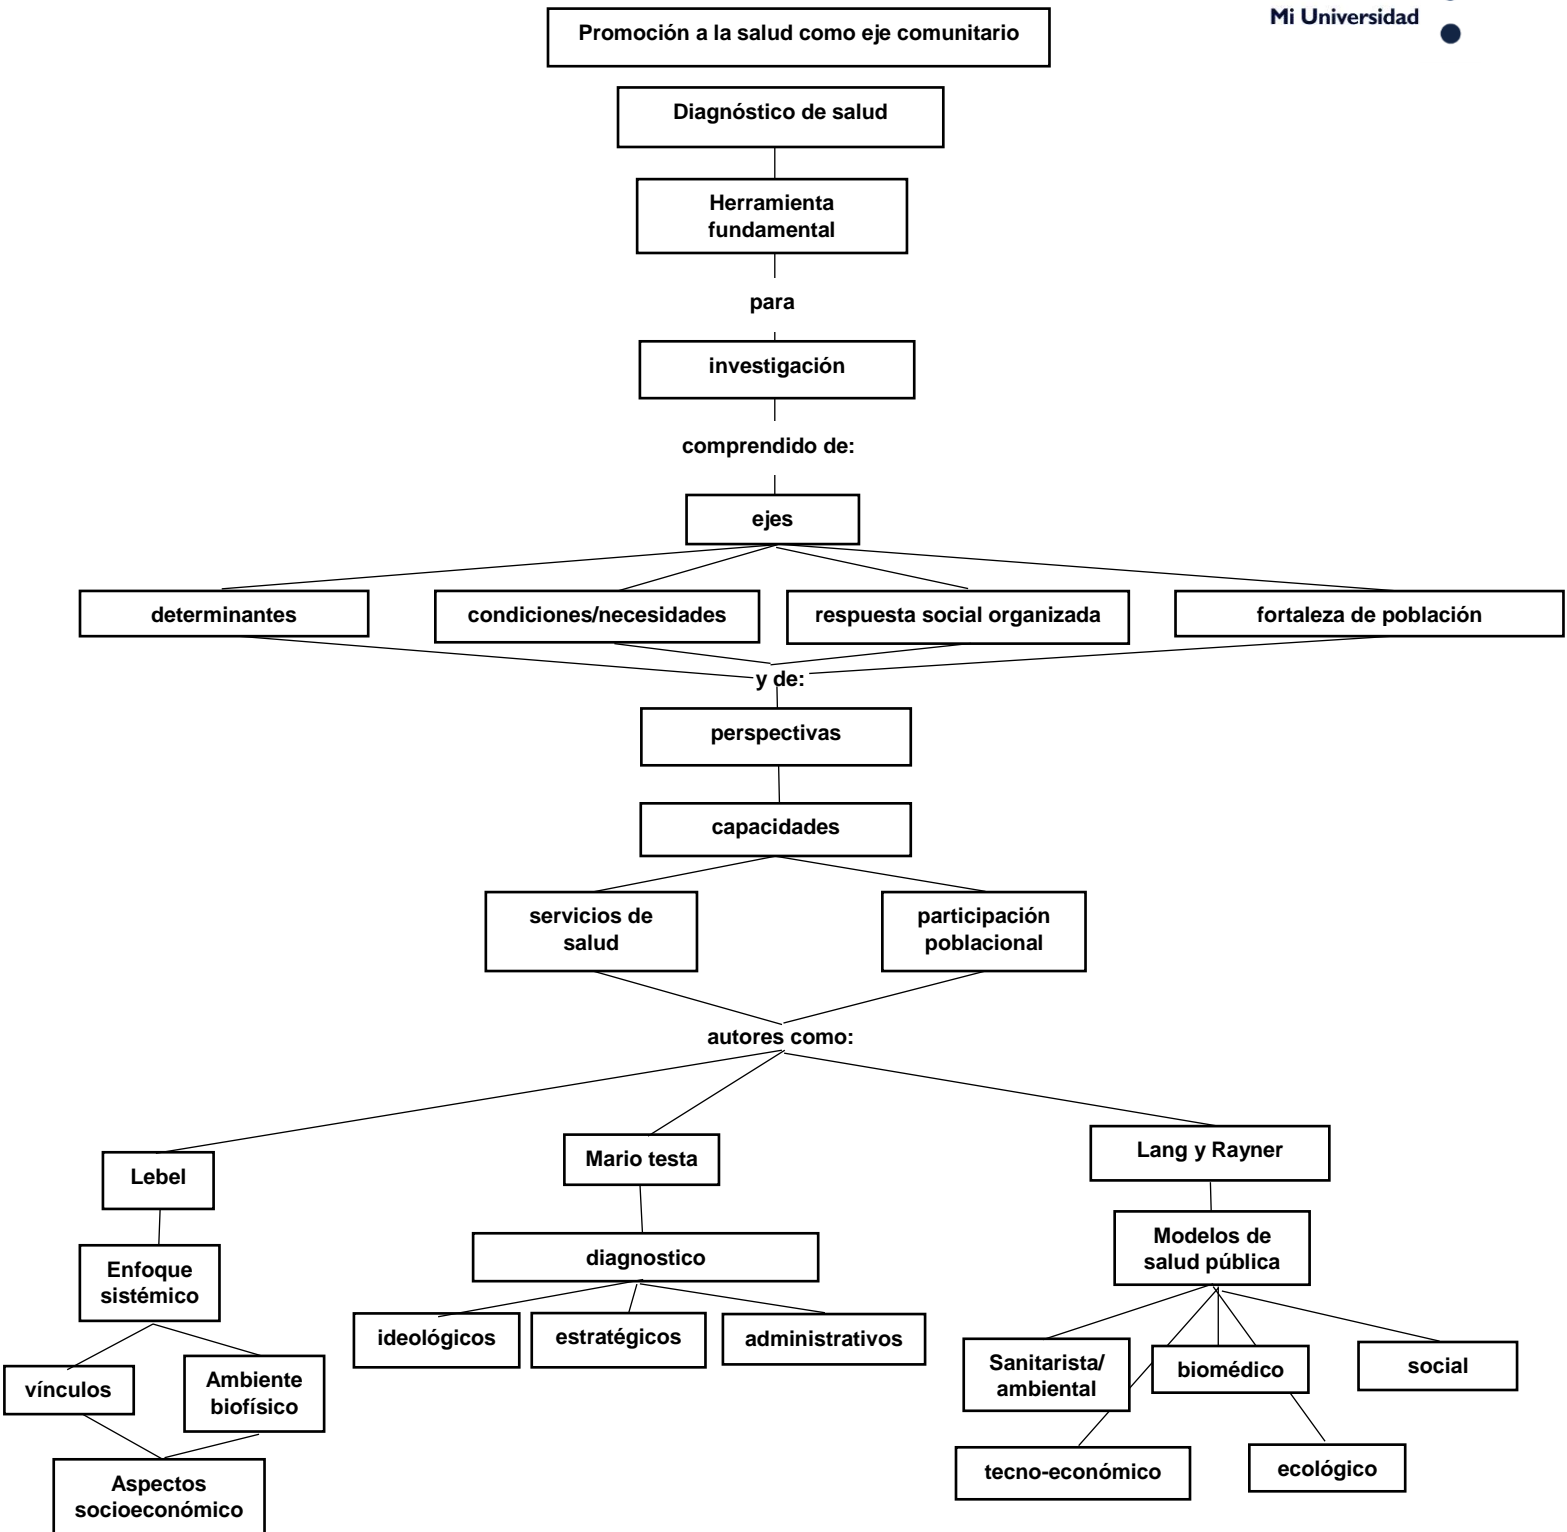 Mi Universidad
Promoción a la salud como eje comunitario
Diagnóstico de salud
Herramienta
fundamental
para
investigación
comprendido de:
ejes
determinantes
condiciones/necesidades
respuesta social organizada
fortaleza de población
y de:
perspectivas
capacidades
servicios de
salud
participación
poblacional
autores como:
Lebel
Mario testa
Lang y Rayner
Enfoque
sistémico
diagnostico
Modelos de
salud pública
vínculos
Ambiente
biofísico
ideológicos
estratégicos
administrativos
Sanitarista/
ambiental
biomédico
social
Aspectos
socioeconómico
tecno-económico
ecológico